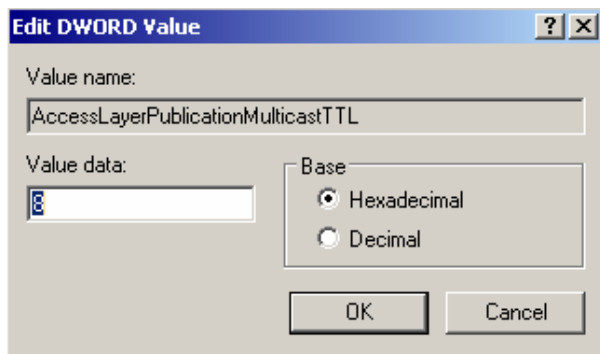 Edit DWORD Value
Value name:
AccessLayerPublicationMulticastTTL
Value data:
8
Base
Hexadecimal
Decimal
OK
Cancel